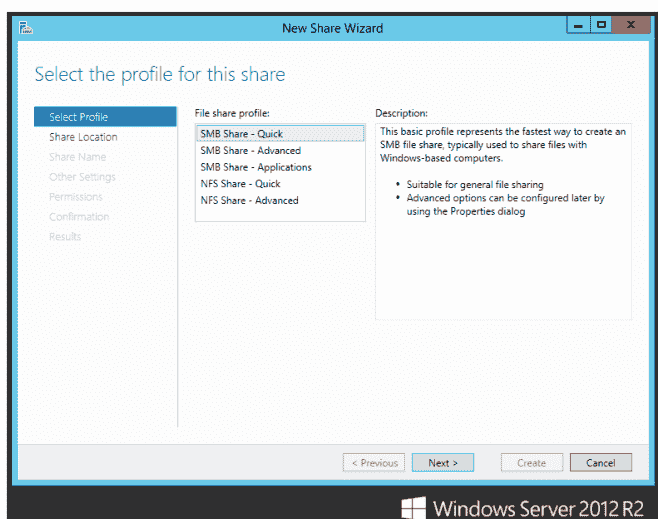 New Share Wizard
Select the profile for this share
Select Profile
Share Location
Share Name
Other Settings
Permissions
Confirmation
Results
File share profile:
SMB Share - Quick
SMB Share - Advanced
SMB Share - Applications
NFS Share - Quick
NFS Share - Advanced
Description:
This basic profile represents the fastest way to create an
SMB file share, typically used to share files with
Windows-based computers.
• Suitable for general file sharing
• Advanced options can be configured later by
using the Properties dialog
< Previous
Next >
Create
Cancel
Windows Server 2012 R2